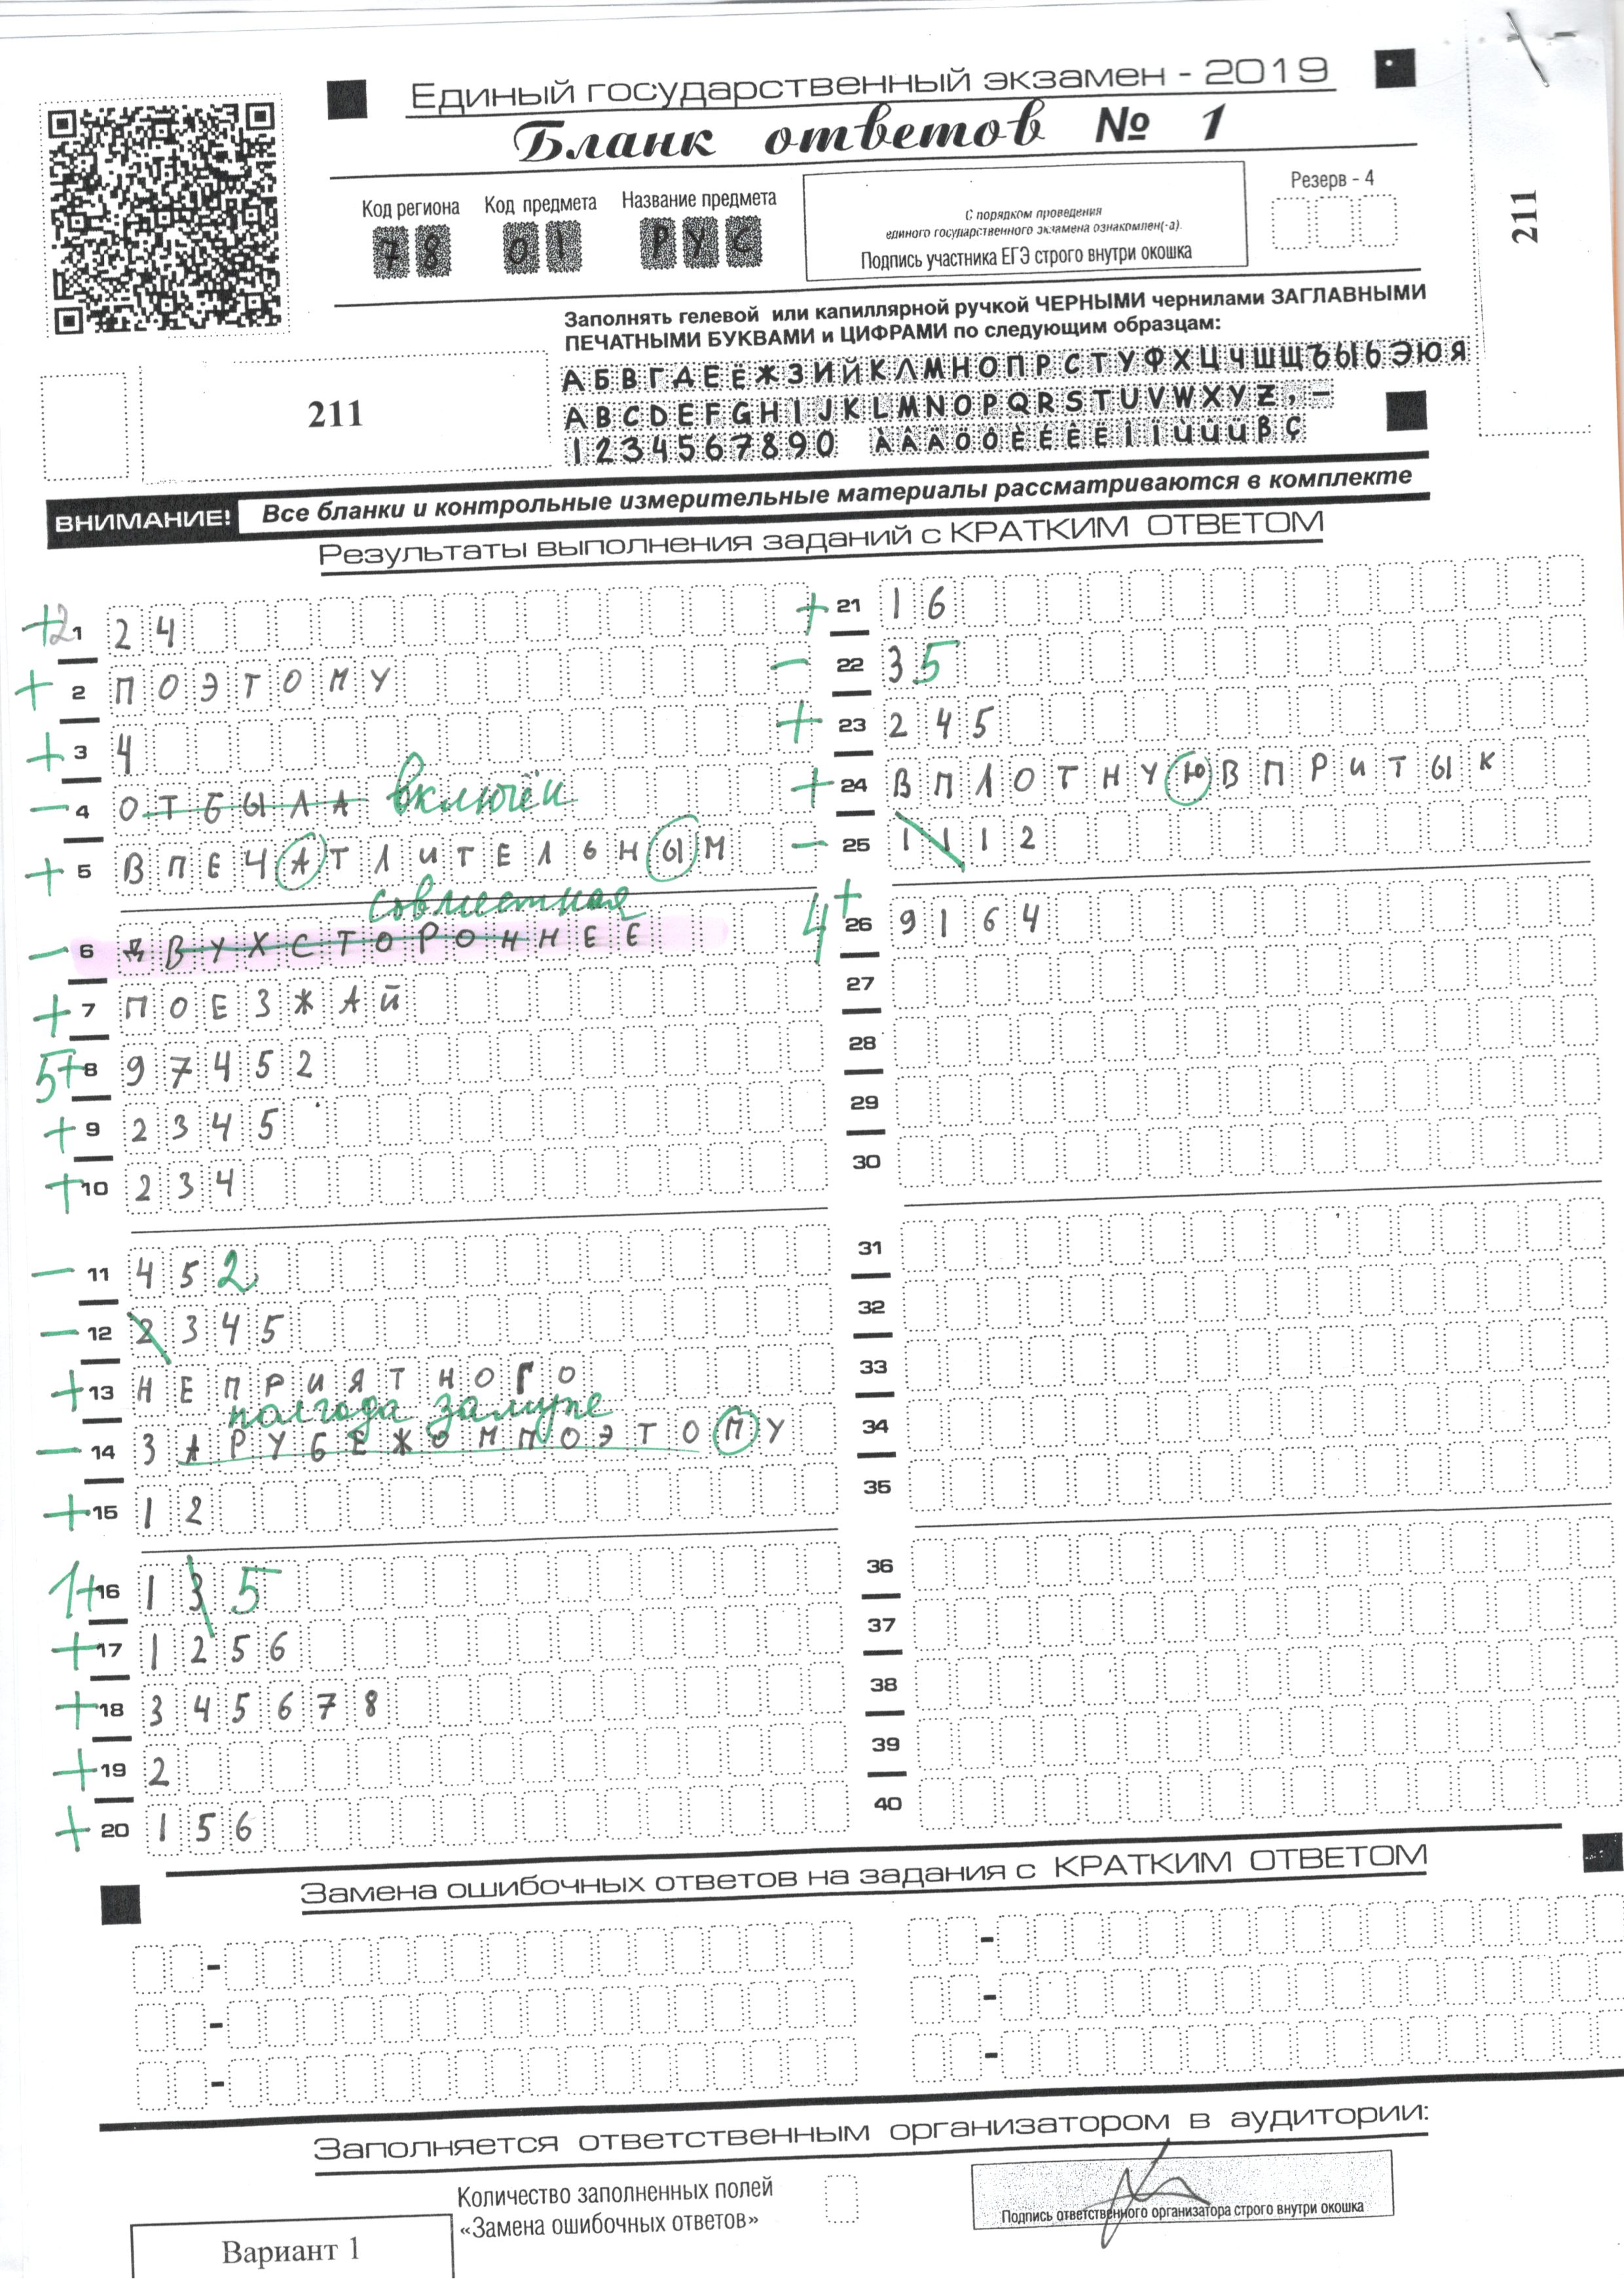 Единый государственный экзамен - 2019
Бланк ответов № 1
Код региона Код предмета Название предмета
78 01 РУС
С порядком проведения
единого государственного экзамена ознакомлен(-а).
Подпись участника ЕГЭ строго внутри окошка
Резерв - 4
211
Заполнять гелевой или капиллярной ручкой ЧЕРНЫМИ чернилами ЗАГЛАВНЫМИ
ПЕЧАТНЫМИ БУКВАМИ и ЦИФРАМИ по следующим образцам:
АБВГДЕЁЖЗИЙКЛМНОПРСТУФХЦЧШЩЪЫЬЭЮЯ
ABCDEFGHIJKLMNOPQRSTUVWXYZ,-
1234567890 ÀÂÄÖÔÈÉÊËÎÏÙÛÜßÇ
211
ВНИМАНИЕ! Все бланки и контрольные измерительные материалы рассматриваются в комплекте
Результаты выполнения заданий с КРАТКИМ ОТВЕТОМ
+2 1 24
+ 2 ПОЭТОМУ
+ 3 4
- 4 ОТБЫЛА включён
+ 5 ВПЕЧАТЛИТЕЛЬНЫМ
совместная
- 6 ДВУХСТОРОННЕЕ
+ 7 ПОЕЗЖАЙ
5+ 8 97452
+ 9 2345
+ 10 234
- 11 452
- 12 2345
+ 13 НЕПРИЯТНОГО
полгода замуже
- 14 ЗАРУБЕЖОМПОЭТОМУ
+ 15 12
1+ 16 135
+ 17 1256
+ 18 345678
+ 19 2
+ 20 156
+ 21 16
- 22 35
+ 23 245
+ 24 ВПЛОТНУЮВПРИТЫК
- 25 1112
4+ 26 9164
27
28
29
30
31
32
33
34
35
36
37
38
39
40
Замена ошибочных ответов на задания с КРАТКИМ ОТВЕТОМ
Заполняется ответственным организатором в аудитории:
Количество заполненных полей
«Замена ошибочных ответов»
Подпись ответственного организатора строго внутри окошка
Вариант 1